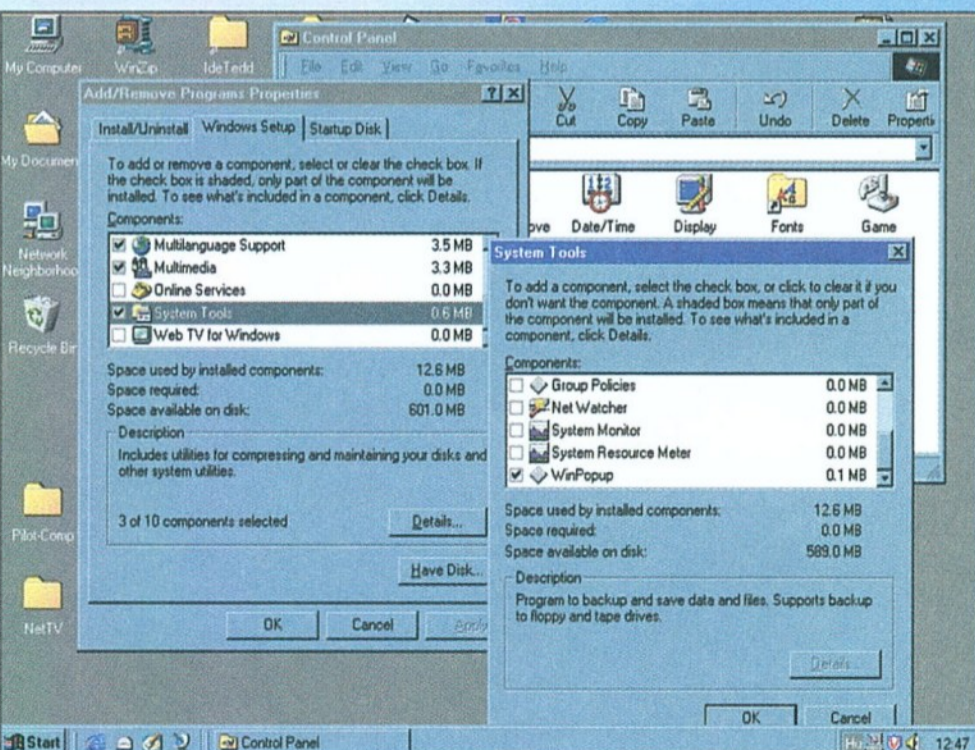 My Computer
WinZip
IdeTedd
My Documen
Network
Neighborhoo
Recycle Bin
Pilot-Comp
NetTV
Control Panel
File Edit View Go Favorites Help
Cut Copy Paste Undo Delete Properti
ove Date/Time Display Fonts Game
Add/Remove Programs Properties
Install/Uninstall Windows Setup Startup Disk
To add or remove a component, select or clear the check box. If
the check box is shaded, only part of the component will be
installed. To see what's included in a component, click Details.
Components:
Multilanguage Support 3.5 MB
Multimedia 3.3 MB
Online Services 0.0 MB
System Tools 0.6 MB
Web TV for Windows 0.0 MB
Space used by installed components: 12.6 MB
Space required: 0.0 MB
Space available on disk: 601.0 MB
Description
Includes utilities for compressing and maintaining your disks and
other system utilities.
3 of 10 components selected
Details...
Have Disk...
OK Cancel Apply
System Tools
To add a component, select the check box, or click to clear it if you
don't want the component. A shaded box means that only part of
the component will be installed. To see what's included in a
component, click Details.
Components:
Group Policies 0.0 MB
Net Watcher 0.0 MB
System Monitor 0.0 MB
System Resource Meter 0.0 MB
WinPopup 0.1 MB
Space used by installed components: 12.6 MB
Space required: 0.0 MB
Space available on disk: 589.0 MB
Description
Program to backup and save data and files. Supports backup
to floppy and tape drives.
Details...
OK Cancel
Start Control Panel 12:47